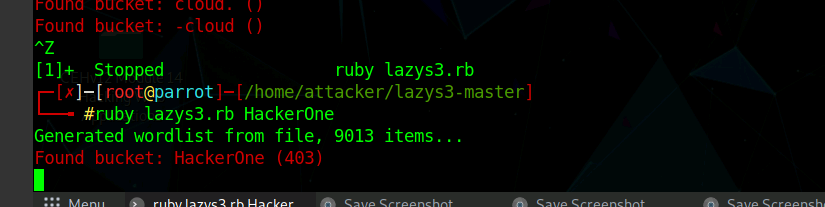 Found bucket: cloud. ()
Found bucket: -cloud ()
^Z
[1]+  Stopped                 ruby lazys3.rb
┌─[✗]─[root@parrot]─[/home/attacker/lazys3-master]
└──╼ #ruby lazys3.rb HackerOne
Generated wordlist from file, 9013 items...
Found bucket: HackerOne (403)
Menu ruby lazys3.rb Hacker... Save Screenshot Save Screenshot Save Screenshot